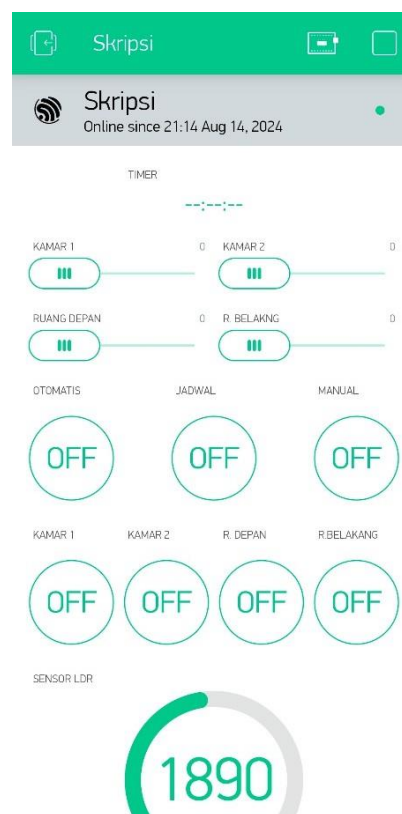 Skripsi
Skripsi
Online since 21:14 Aug 14, 2024
TIMER
--:--:--
KAMAR 1 0 KAMAR 2 0
RUANG DEPAN 0 R. BELAKNG 0
OTOMATIS JADWAL MANUAL
OFF OFF OFF
KAMAR 1 KAMAR 2 R. DEPAN R.BELAKANG
OFF OFF OFF OFF
SENSOR LDR
1890